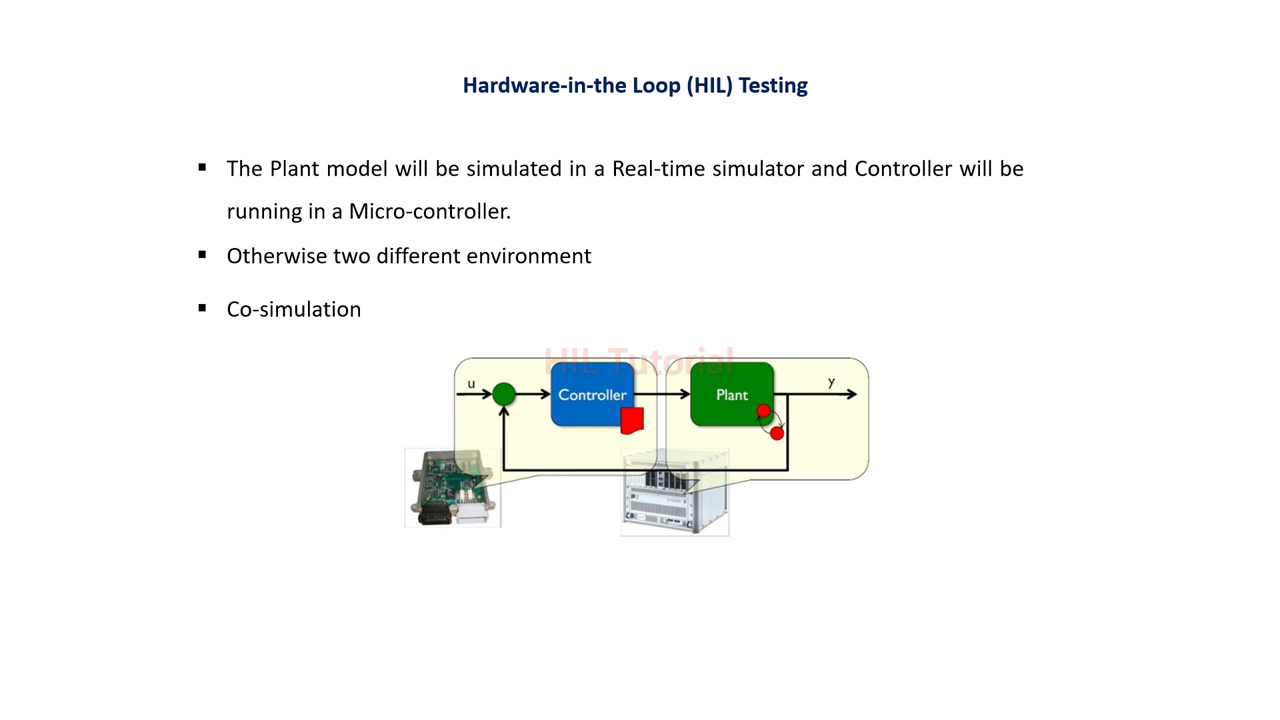 Hardware-in-the Loop (HIL) Testing
▪ The Plant model will be simulated in a Real-time simulator and Controller will be
running in a Micro-controller.
▪ Otherwise two different environment
▪ Co-simulation
HIL Tutorial
u
Controller
Plant
y